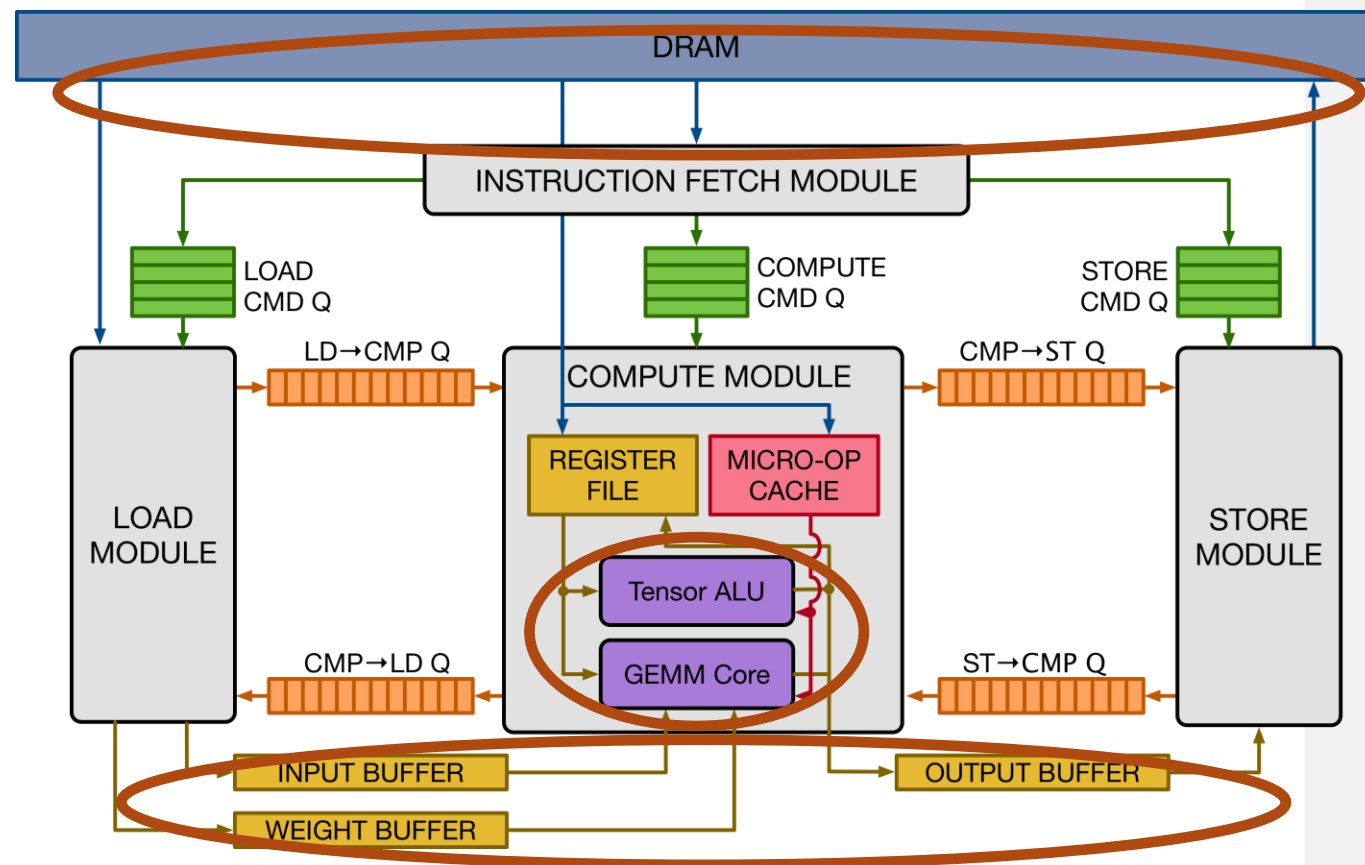 DRAM
INSTRUCTION FETCH MODULE
LOAD
CMD Q
COMPUTE
CMD Q
STORE
CMD Q
LD→CMP Q
CMP→ST Q
COMPUTE MODULE
REGISTER
FILE
MICRO-OP
CACHE
LOAD
MODULE
STORE
MODULE
Tensor ALU
GEMM Core
CMP→LD Q
ST→CMP Q
INPUT BUFFER
OUTPUT BUFFER
WEIGHT BUFFER